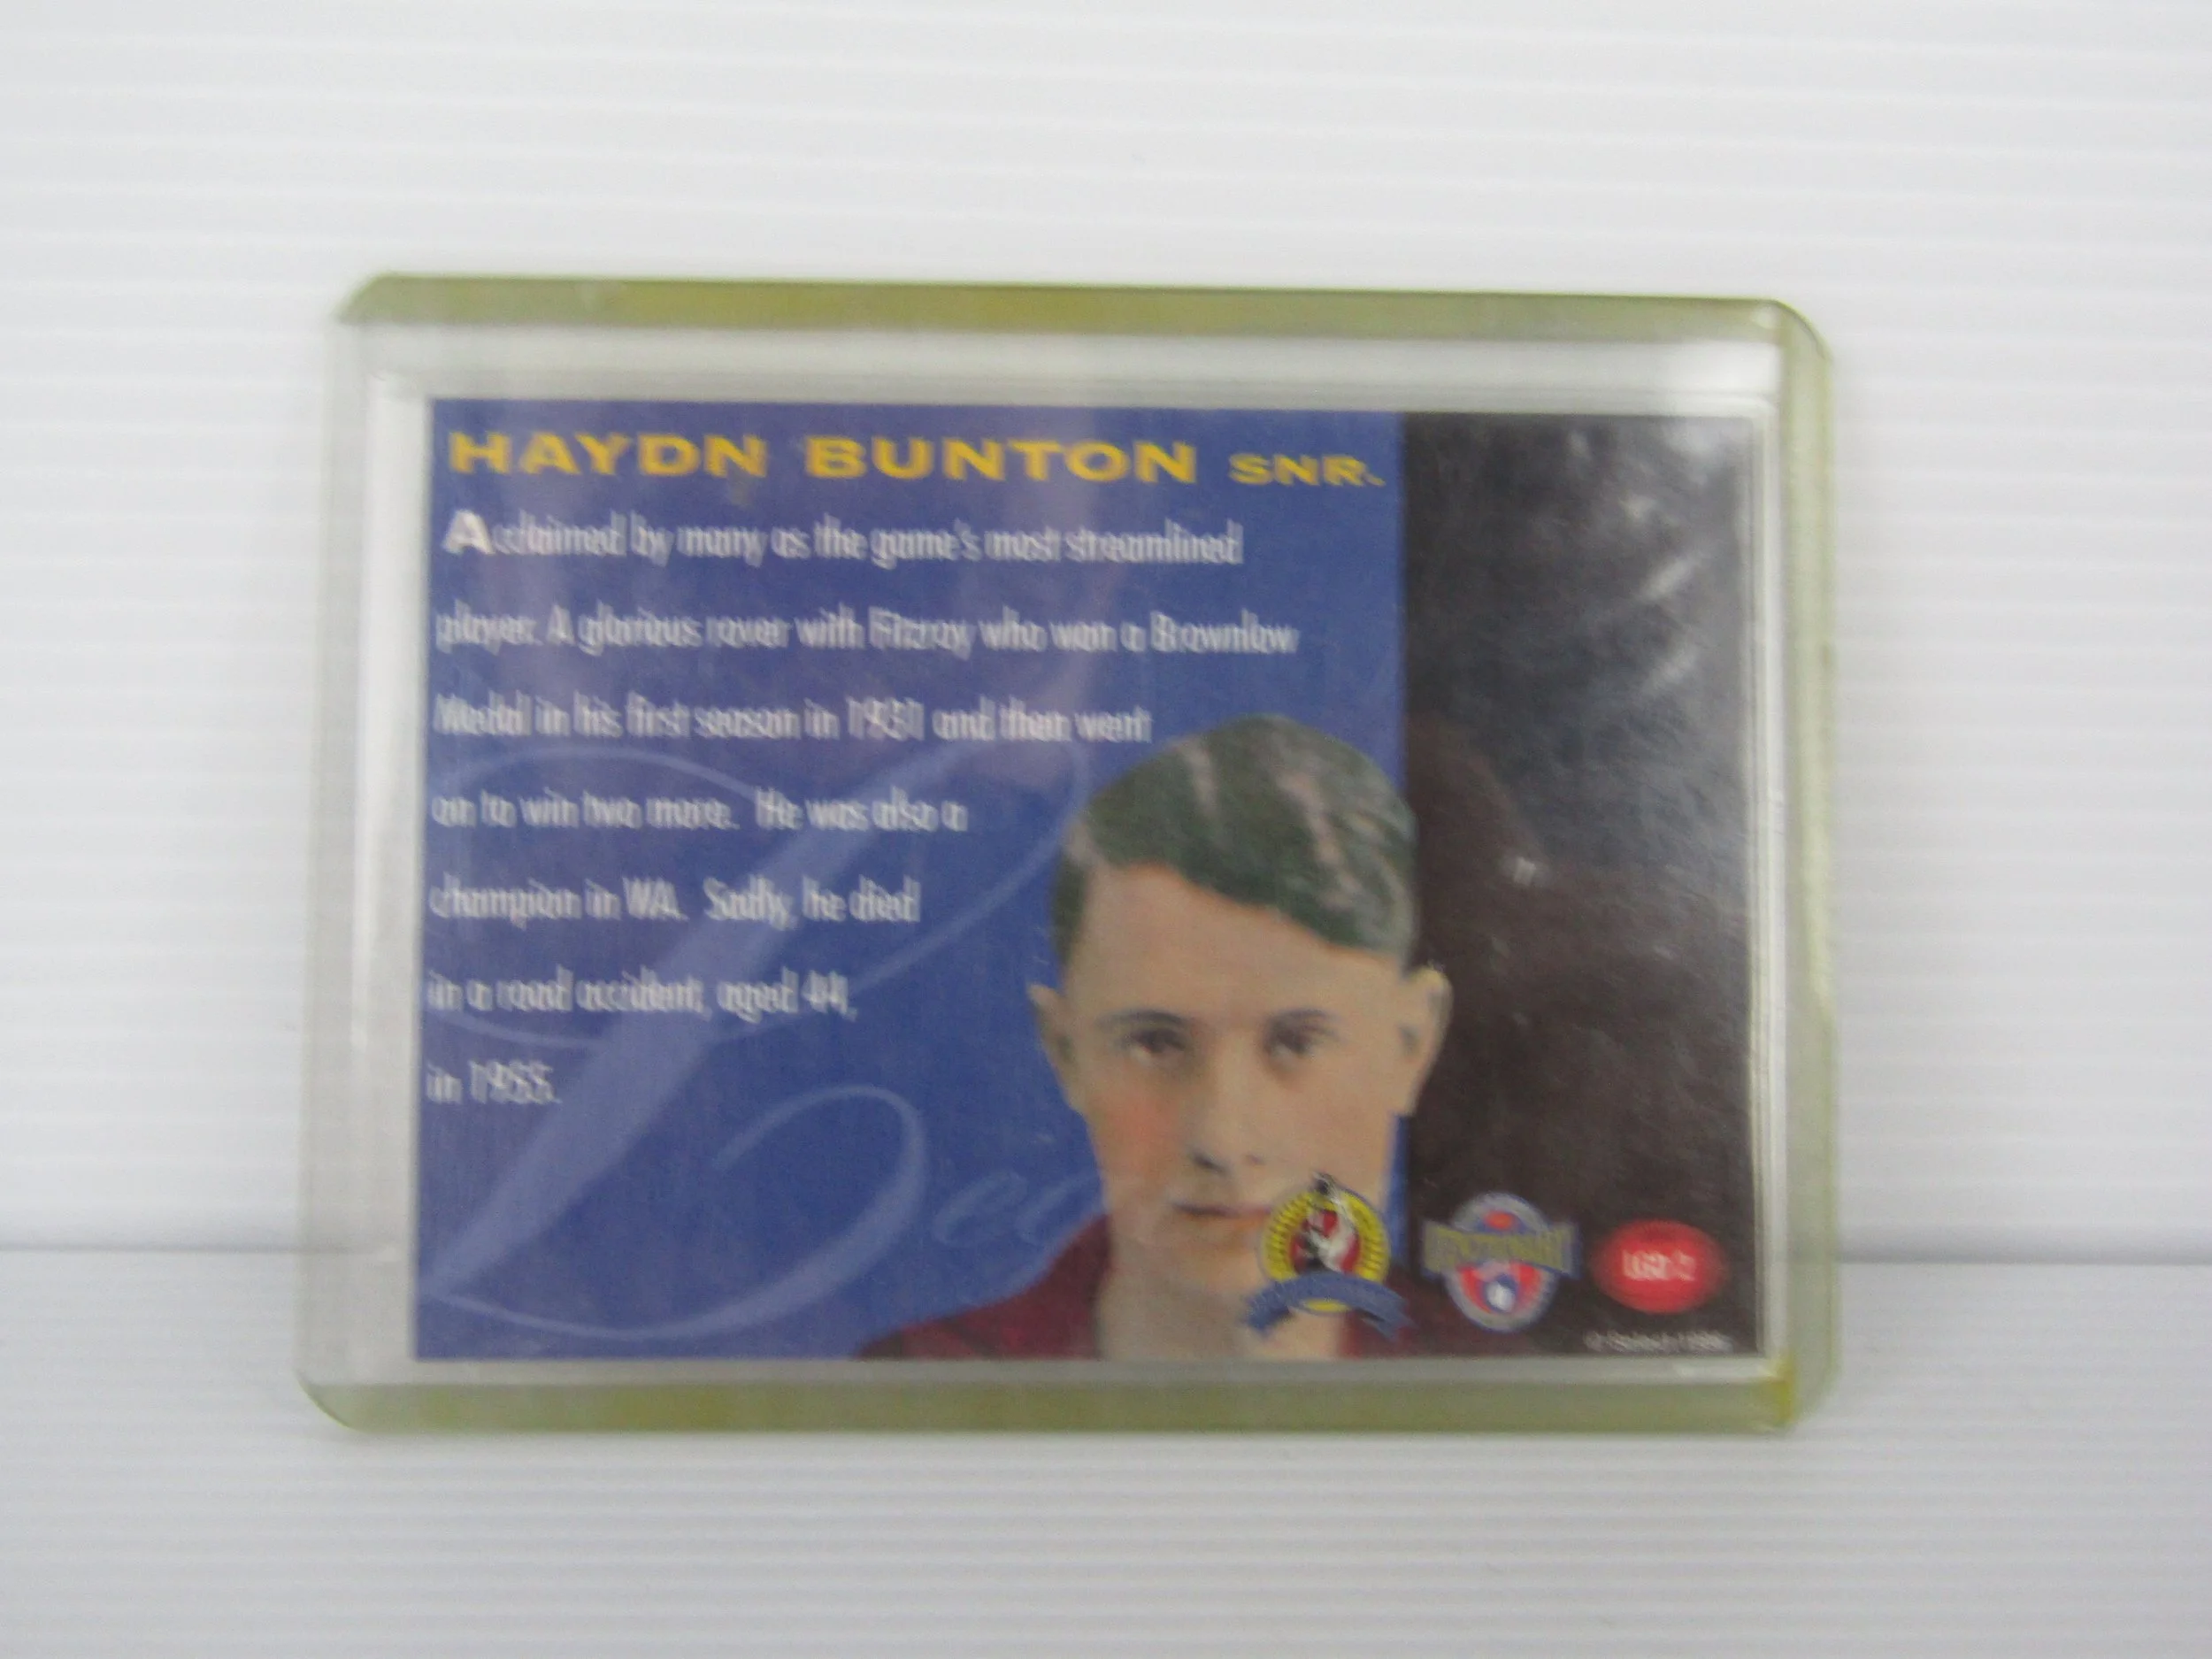 HAYDN BUNTON SNR.
Acclaimed by many as the game's most streamlined
player. A glorious rover with Fitzroy, who won a Brownlow
Medal in his first season in 1931 and then went
on to win two more. He was also a
champion in WA. Sadly, he died
in a road accident, aged 44,
in 1955.